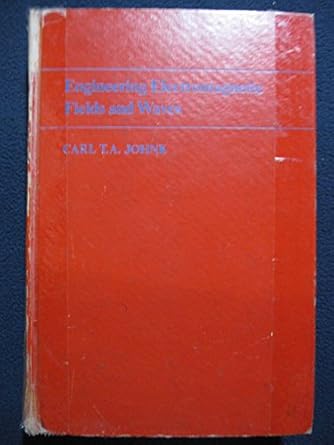 Engineering Electromagnetic
Fields and Waves
CARL T.A. JOHNK